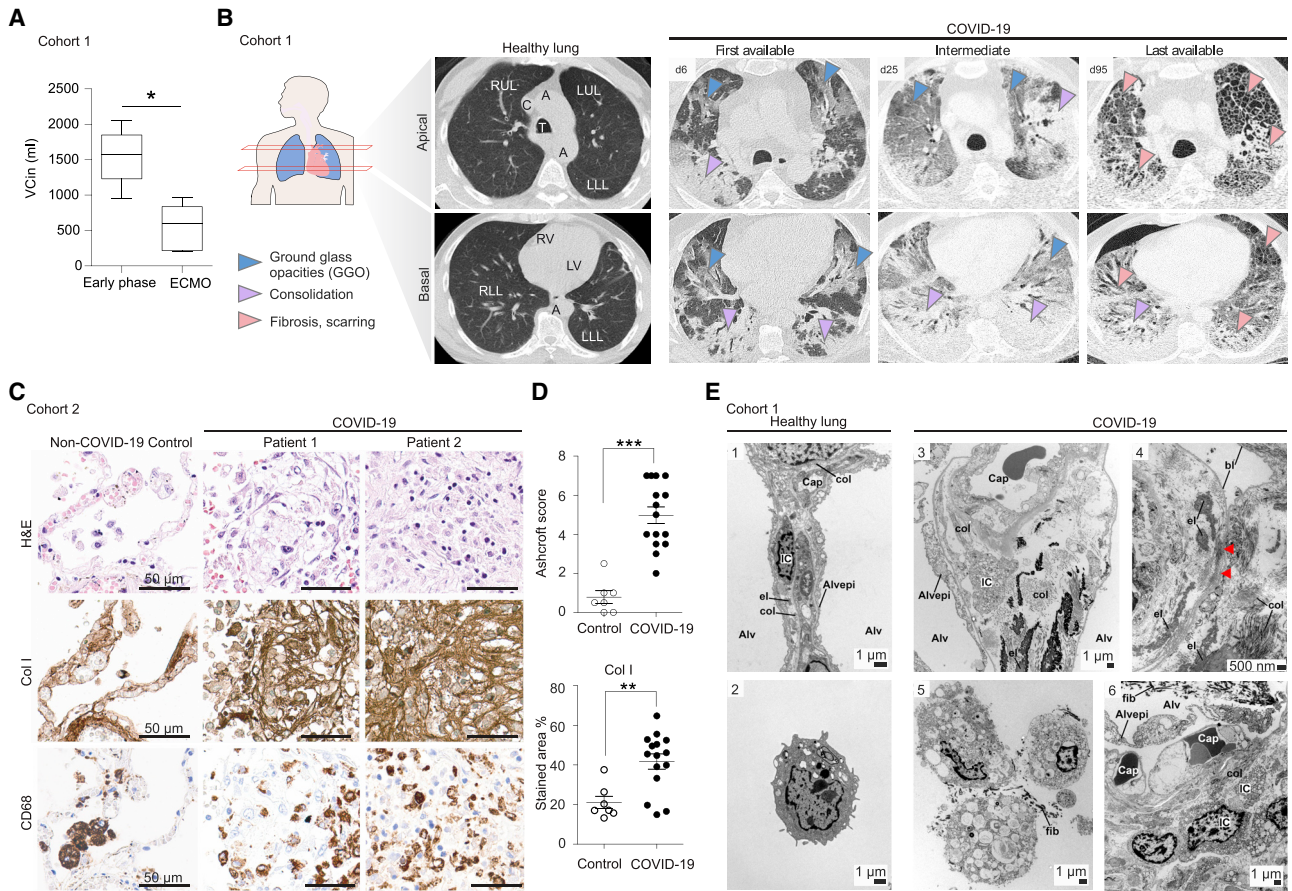 A
Cohort 1
*
2500
2000
1500
1000
500
0
VCin (ml)
Early phase
ECMO
B
Cohort 1
Ground glass
opacities (GGO)
Consolidation
Fibrosis, scarring
Healthy lung
COVID-19
First available
Intermediate
Last available
Apical
RUL
A
LUL
C
T
A
LLL
d6
d25
d95
Basal
RV
LV
RLL
A
LLL
C
Cohort 2
COVID-19
Non-COVID-19 Control
Patient 1
Patient 2
H&E
50 µm
Col I
50 µm
CD68
50 µm
D
***
8
6
4
2
0
Ashcroft score
Control
COVID-19
Col I
**
80
60
40
20
0
Stained area %
Control
COVID-19
E
Cohort 1
Healthy lung
COVID-19
1
col
Cap
IC
el
col
Alvepi
Alv
Alv
1 µm
2
1 µm
3
Cap
col
IC
col
Alvepi
Alv
el
Alv
1 µm
4
bl
el
col
el
500 nm
5
fib
1 µm
6
fib
Alv
Alvepi
Cap
Cap
col
IC
IC
1 µm